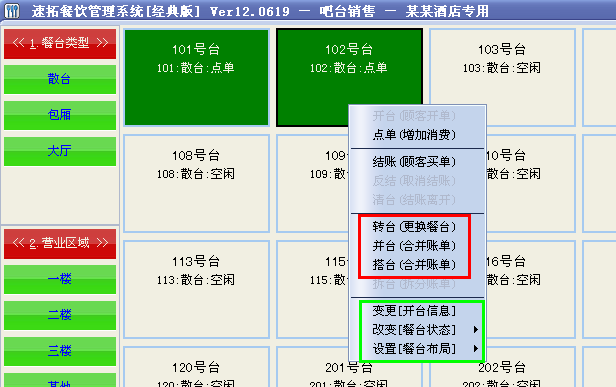 速拓餐饮管理系统[经典版] Ver12.0619 — 吧台销售 — 某某酒店专用
<< 1.餐台类型 >>
散台
包厢
大厅
<< 2.营业区域 >>
一楼
二楼
三楼
其他
101号台
101:散台:点单
102号台
102:散台:点单
103号台
103:散台:空闲
108号台
108:散台:空闲
109
109:
10号台
散台:空闲
113号台
113:散台:空闲
115
115:
16号台
散台:空闲
120号台
120:散台:空闲
201号台
201:散台:空闲
202号台
202:散台:空闲
开台(顾客开单)
点单(增加消费)
结账(顾客买单)
反结(取消结账)
清台(结账离开)
转台(更换餐台)
并台(合并账单)
搭台(合并账单)
拆台(拆分账单)
变更[开台信息]
改变[餐台状态]
设置[餐台布局]